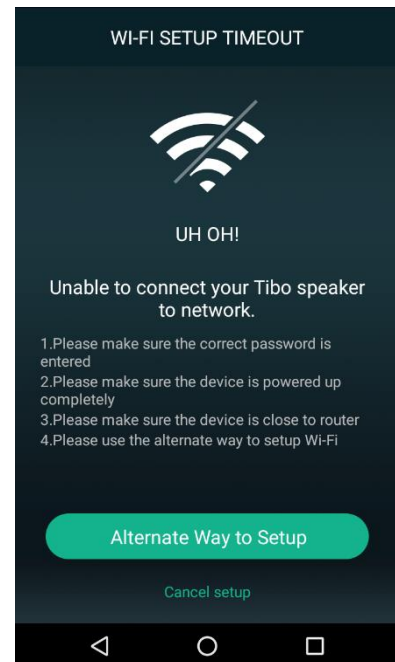 WI-FI SETUP TIMEOUT
UH OH!
Unable to connect your Tibo speaker
to network.
1.Please make sure the correct password is
entered
2.Please make sure the device is powered up
completely
3.Please make sure the device is close to router
4.Please use the alternate way to setup Wi-Fi
Alternate Way to Setup
Cancel setup